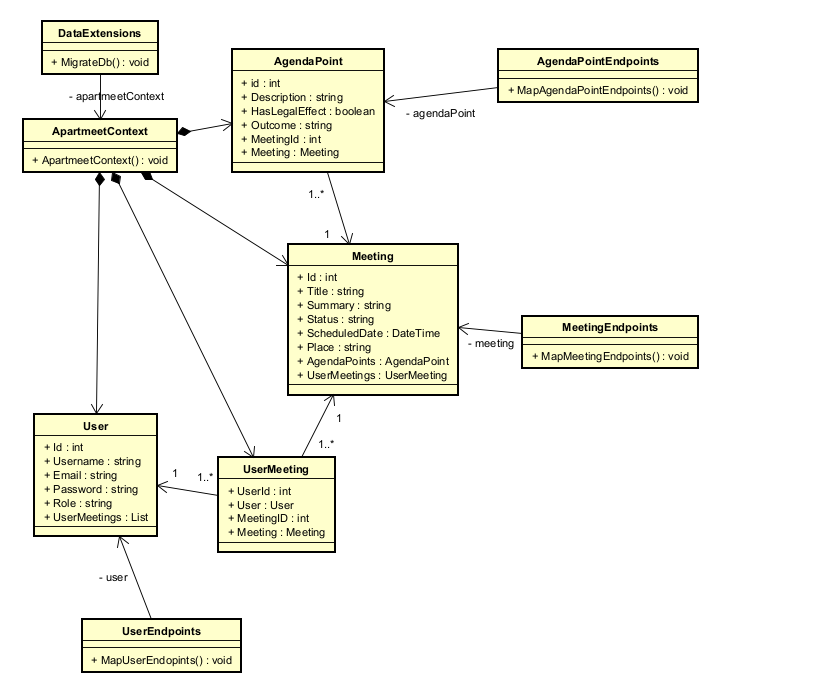 DataExtensions
+ MigrateDb() : void
- apartmeetContext
ApartmeetContext
+ ApartmeetContext() : void
AgendaPoint
+ id : int
+ Description : string
+ HasLegalEffect : boolean
+ Outcome : string
+ MeetingId : int
+ Meeting : Meeting
AgendaPointEndpoints
+ MapAgendaPointEndpoints() : void
- agendaPoint
1..*
1
Meeting
+ Id : int
+ Title : string
+ Summary : string
+ Status : string
+ ScheduledDate : DateTime
+ Place : string
+ AgendaPoints : AgendaPoint
+ UserMeetings : UserMeeting
MeetingEndpoints
+ MapMeetingEndpoints() : void
- meeting
1
1..*
User
+ Id : int
+ Username : string
+ Email : string
+ Password : string
+ Role : string
+ UserMeetings : List
1
1..*
UserMeeting
+ UserId : int
+ User : User
+ MeetingID : int
+ Meeting : Meeting
- user
UserEndpoints
+ MapUserEndopints() : void